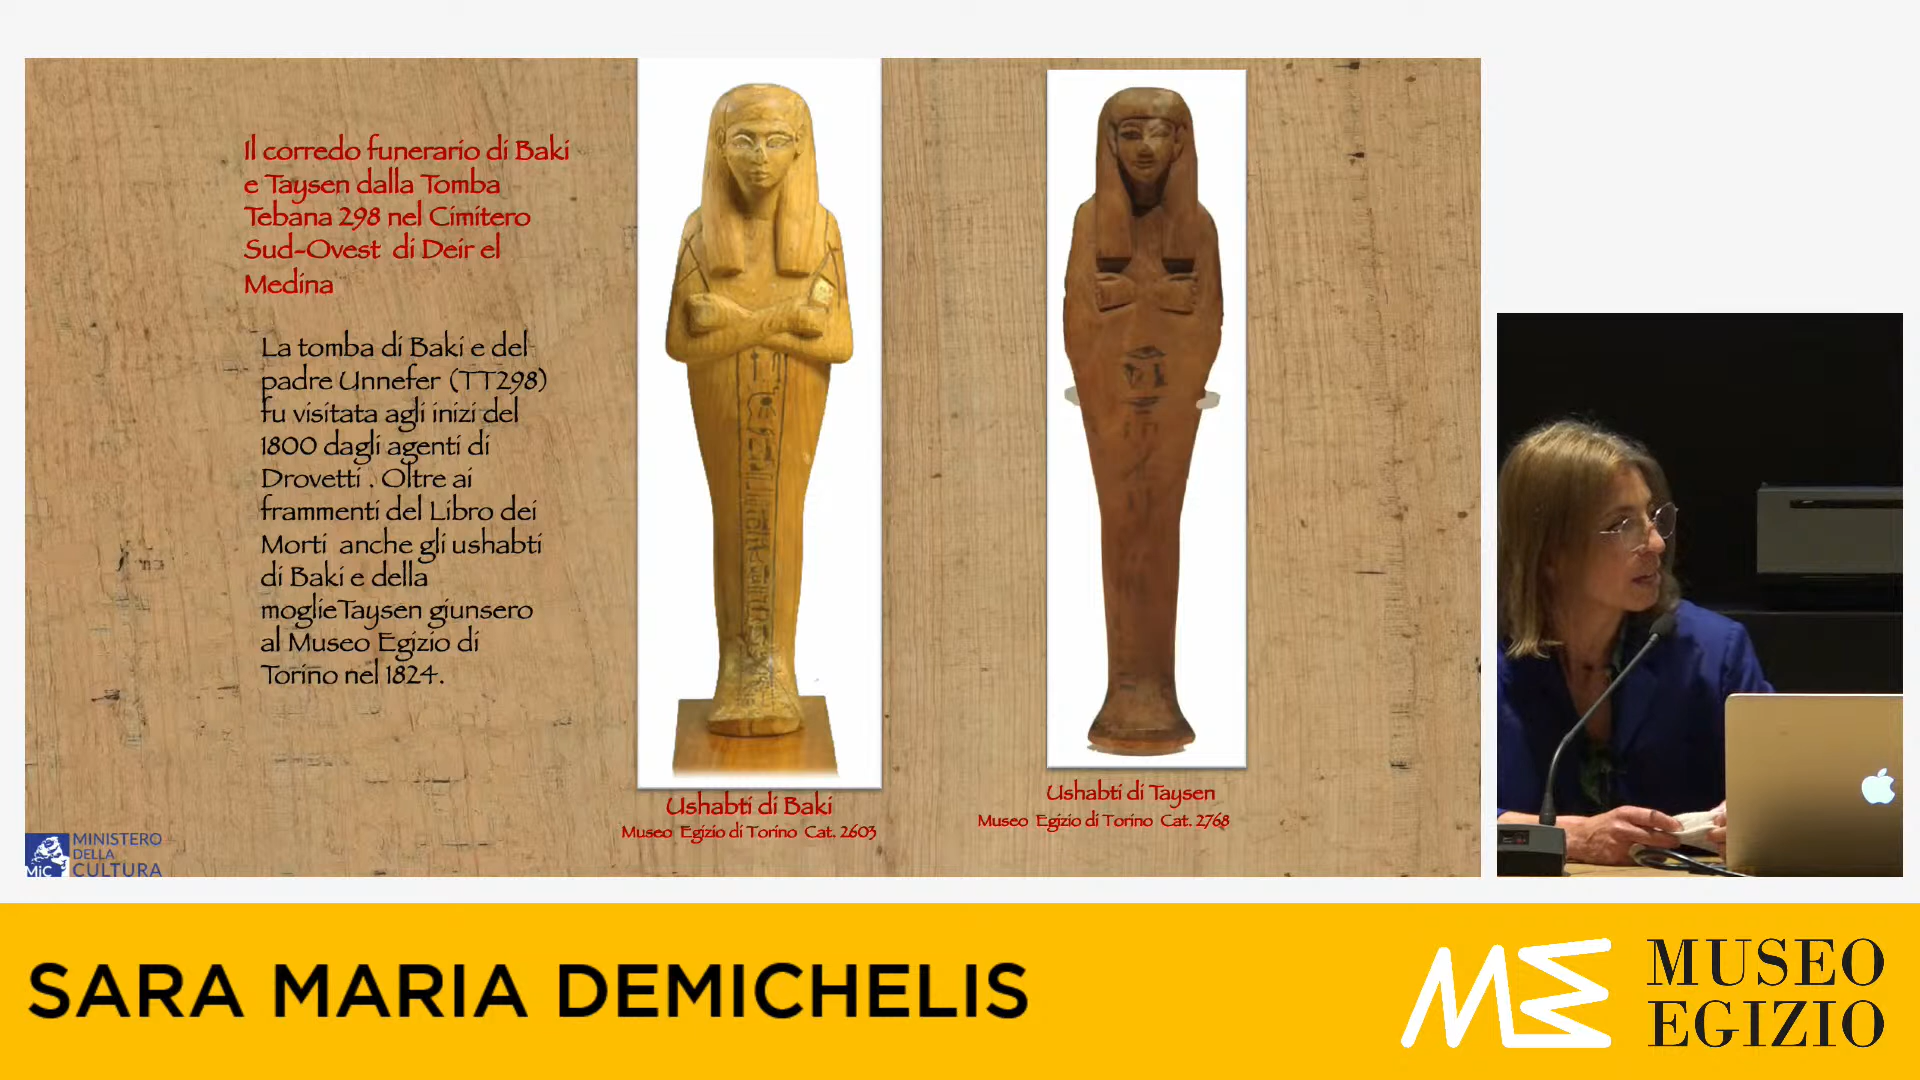 Il corredo funerario di Baki
e Taysen dalla Tomba
Tebana 298 nel Cimitero
Sud-Ovest di Deir el
Medina
La tomba di Baki e del
padre Unnefer (TT298)
fu visitata agli inizi del
1800 dagli agenti di
Drovetti . Oltre ai
frammenti del Libro dei
Morti anche gli ushabti
di Baki e della
moglieTaysen giunsero
al Museo Egizio di
Torino nel 1824.
Ushabti di Baki
Museo Egizio di Torino Cat. 2603
Ushabti di Taysen
Museo Egizio di Torino Cat. 2768
MiC
MINISTERO
DELLA
CULTURA
SARA MARIA DEMICHELIS
ME
MUSEO
EGIZIO